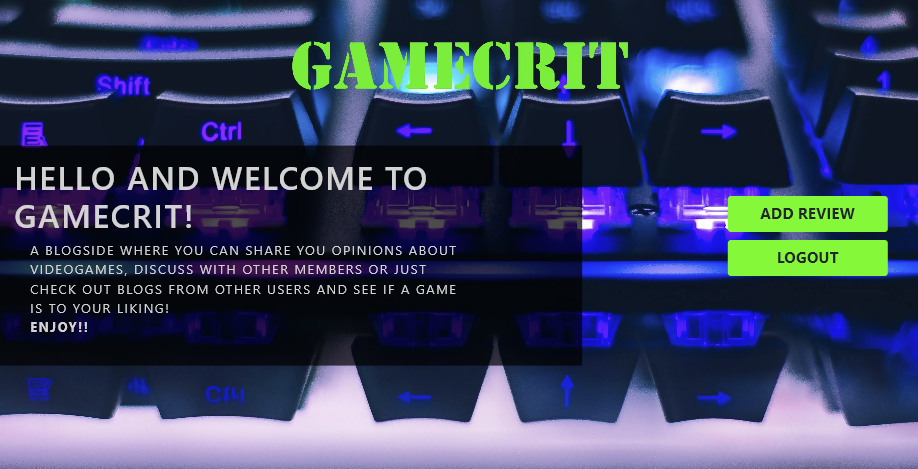 GAMECRIT
Shift
Ctrl
HELLO AND WELCOME TO
GAMECRIT!
A BLOGSIDE WHERE YOU CAN SHARE YOU OPINIONS ABOUT
VIDEOGAMES, DISCUSS WITH OTHER MEMBERS OR JUST
CHECK OUT BLOGS FROM OTHER USERS AND SEE IF A GAME
IS TO YOUR LIKING!
ENJOY!!
ADD REVIEW
LOGOUT